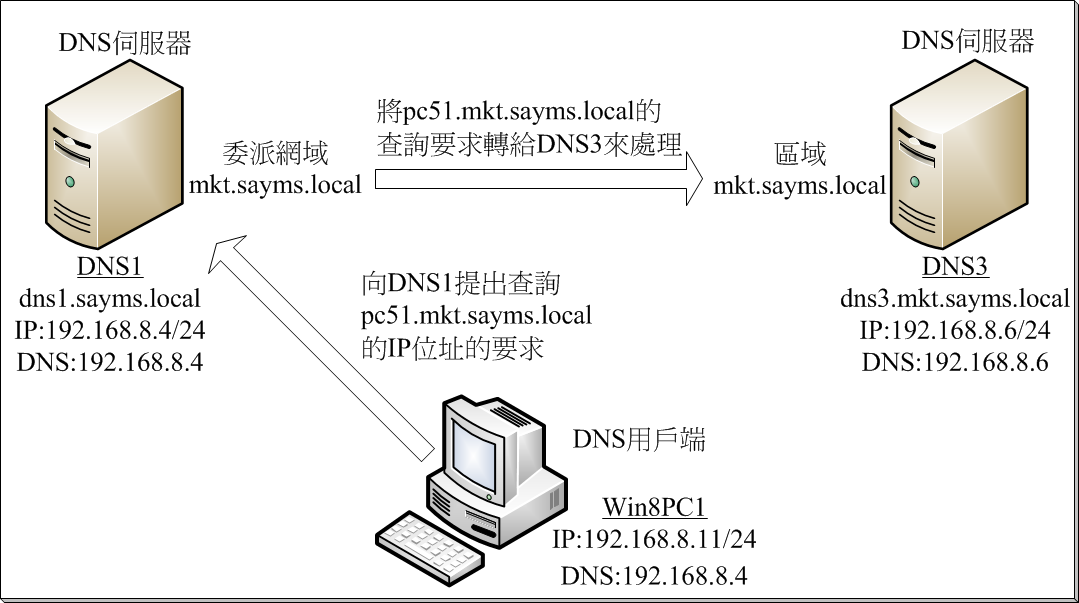 DNS伺服器
委派網域
mkt.sayms.local
DNS1
dns1.sayms.local
IP:192.168.8.4/24
DNS:192.168.8.4
將pc51.mkt.sayms.local的
查詢要求轉給DNS3來處理
DNS伺服器
區域
mkt.sayms.local
DNS3
dns3.mkt.sayms.local
IP:192.168.8.6/24
DNS:192.168.8.6
向DNS1提出查詢
pc51.mkt.sayms.local
的IP位址的要求
DNS用戶端
Win8PC1
IP:192.168.8.11/24
DNS:192.168.8.4